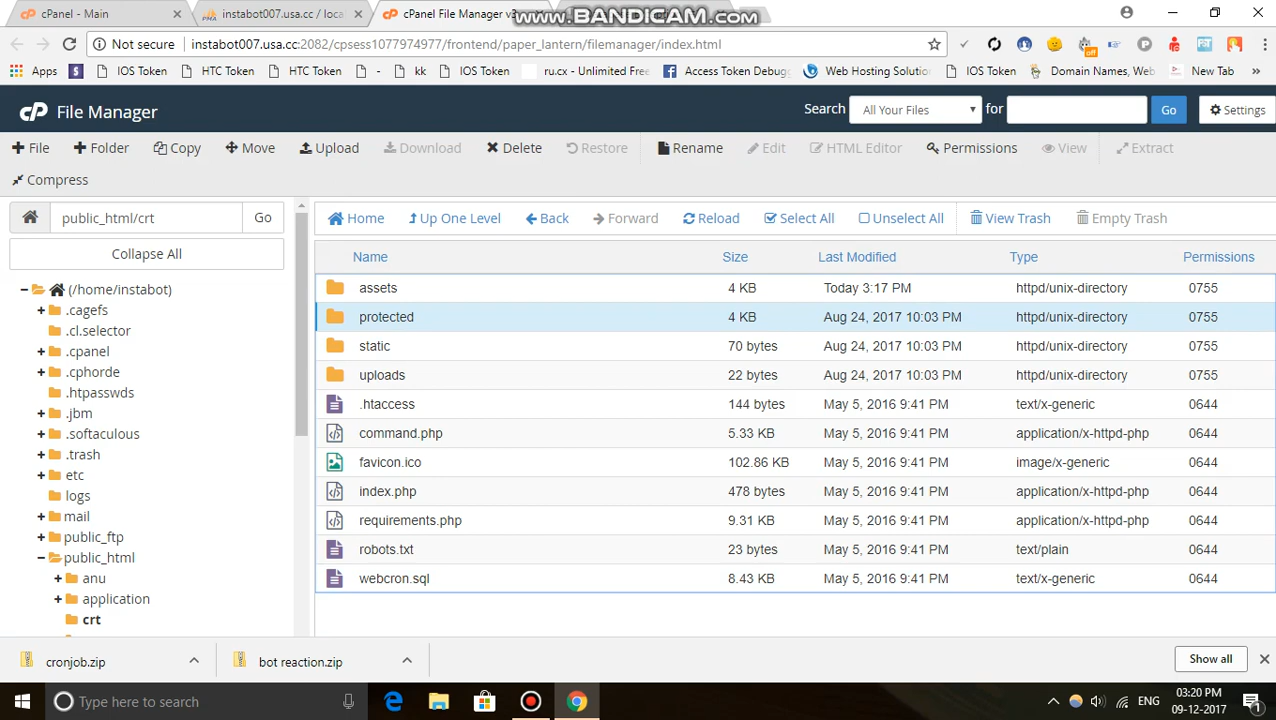 cPanel - Main
instabot007.usa.cc / loca
cPanel File Manager v3
www.BANDICAM.com
Not secure instabot007.usa.cc:2082/cpsess1077974977/frontend/paper_lantern/filemanager/index.html
Apps IOS Token HTC Token HTC Token - kk IOS Token ru.cx - Unlimited Free Access Token Debug Web Hosting Solution IOS Token Domain Names, Web New Tab »
cP File Manager Search All Your Files for Go Settings
File Folder Copy Move Upload Download Delete Restore Rename Edit HTML Editor Permissions View Extract
Compress
public_html/crt Go Home Up One Level Back Forward Reload Select All Unselect All View Trash Empty Trash
Collapse All
Name Size Last Modified Type Permissions
assets 4 KB Today 3:17 PM httpd/unix-directory 0755
protected 4 KB Aug 24, 2017 10:03 PM httpd/unix-directory 0755
static 70 bytes Aug 24, 2017 10:03 PM httpd/unix-directory 0755
uploads 22 bytes Aug 24, 2017 10:03 PM httpd/unix-directory 0755
.htaccess 144 bytes May 5, 2016 9:41 PM text/x-generic 0644
command.php 5.33 KB May 5, 2016 9:41 PM application/x-httpd-php 0644
favicon.ico 102.86 KB May 5, 2016 9:41 PM image/x-generic 0644
index.php 478 bytes May 5, 2016 9:41 PM application/x-httpd-php 0644
requirements.php 9.31 KB May 5, 2016 9:41 PM application/x-httpd-php 0644
robots.txt 23 bytes May 5, 2016 9:41 PM text/plain 0644
webcron.sql 8.43 KB May 5, 2016 9:41 PM text/x-generic 0644
(/home/instabot)
.cagefs
.cl.selector
.cpanel
.cphorde
.htpasswds
.jbm
.softaculous
.trash
etc
logs
mail
public_ftp
public_html
anu
application
crt
cronjob.zip bot reaction.zip Show all
Type here to search ENG 03:20 PM
09-12-2017
1